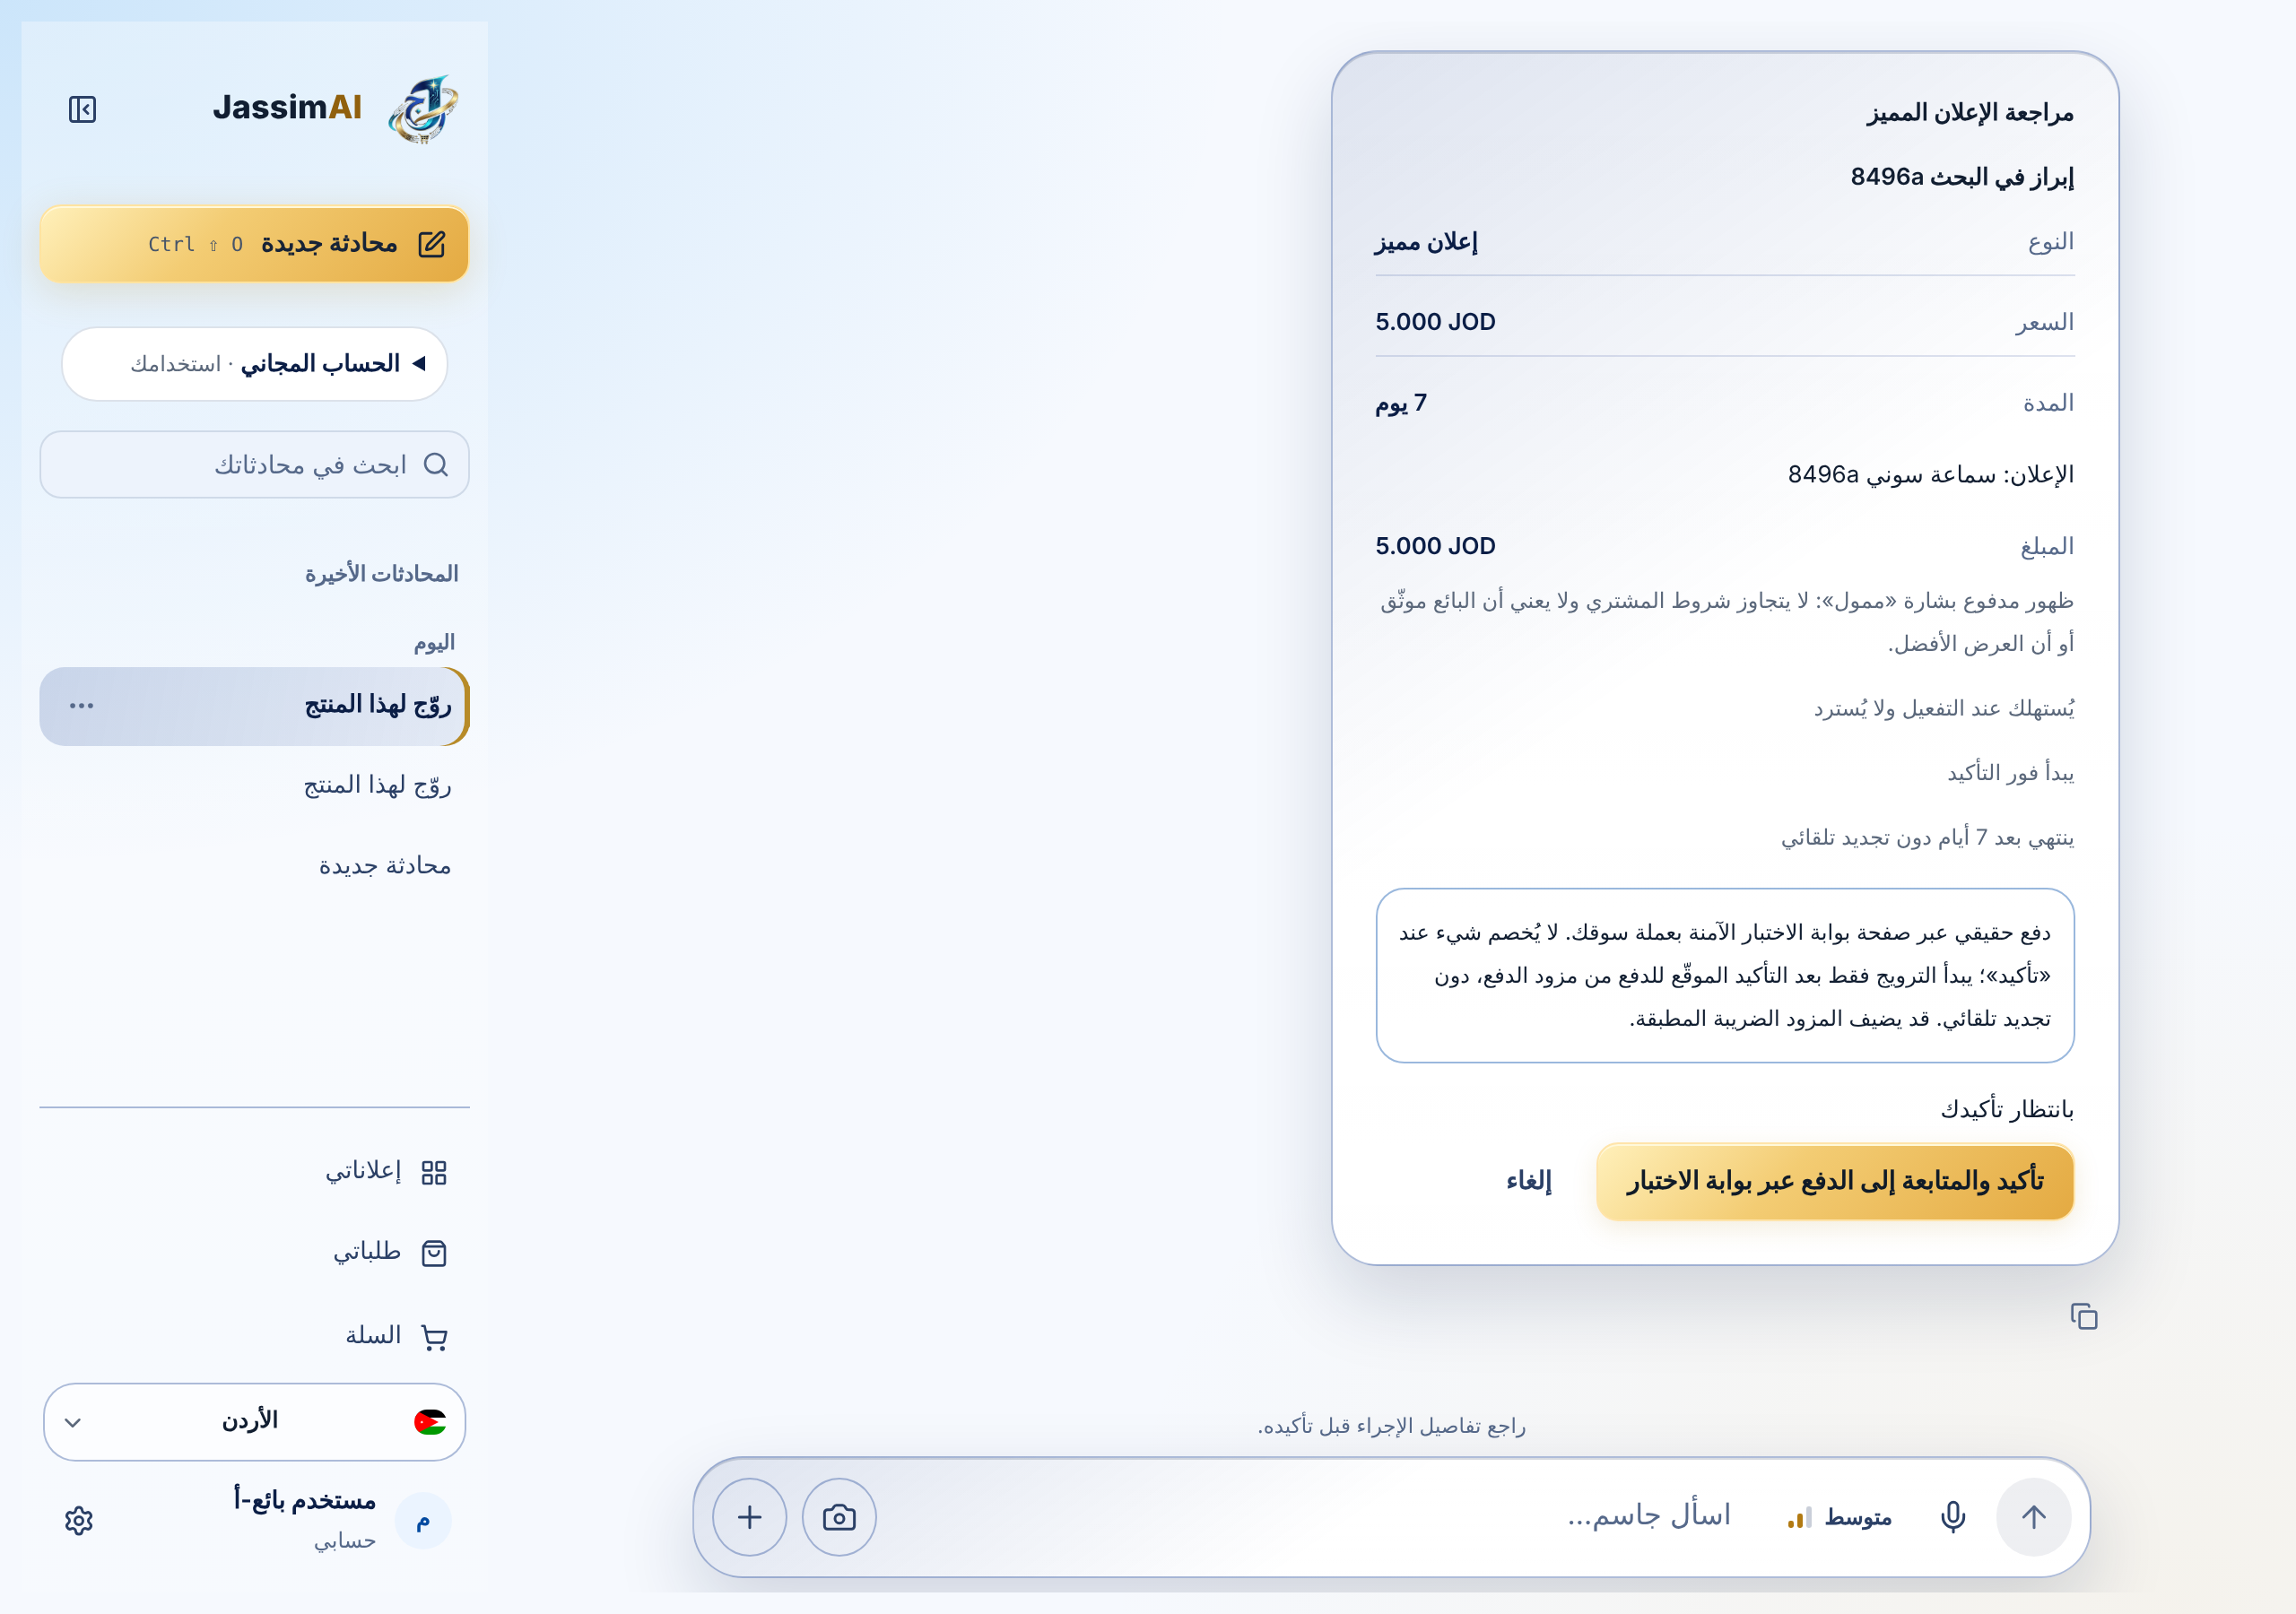 مراجعة الإعلان المميز
إبراز في البحث 8496a
النوع إعلان مميز
السعر 5.000 JOD
المدة 7 يوم
الإعلان: سماعة سوني 8496a
المبلغ 5.000 JOD
ظهور مدفوع بشارة «ممول»: لا يتجاوز شروط المشتري ولا يعني أن البائع موثّق
أو أن العرض الأفضل.
يُستهلك عند التفعيل ولا يُسترد
يبدأ فور التأكيد
ينتهي بعد 7 أيام دون تجديد تلقائي
دفع حقيقي عبر صفحة بوابة الاختبار الآمنة بعملة سوقك. لا يُخصم شيء عند
«تأكيد»؛ يبدأ الترويج فقط بعد التأكيد الموقّع للدفع من مزود الدفع، دون
تجديد تلقائي. قد يضيف المزود الضريبة المطبقة.
بانتظار تأكيدك
تأكيد والمتابعة إلى الدفع عبر بوابة الاختبار إلغاء
راجع تفاصيل الإجراء قبل تأكيده.
متوسط اسأل جاسم...
JassimAI
محادثة جديدة Ctrl ⇧ O
الحساب المجاني · استخدامك
ابحث في محادثاتك
المحادثات الأخيرة
اليوم
روّج لهذا المنتج
روّج لهذا المنتج
محادثة جديدة
إعلاناتي
طلباتي
السلة
الأردن
م مستخدم بائع-أ
حسابي